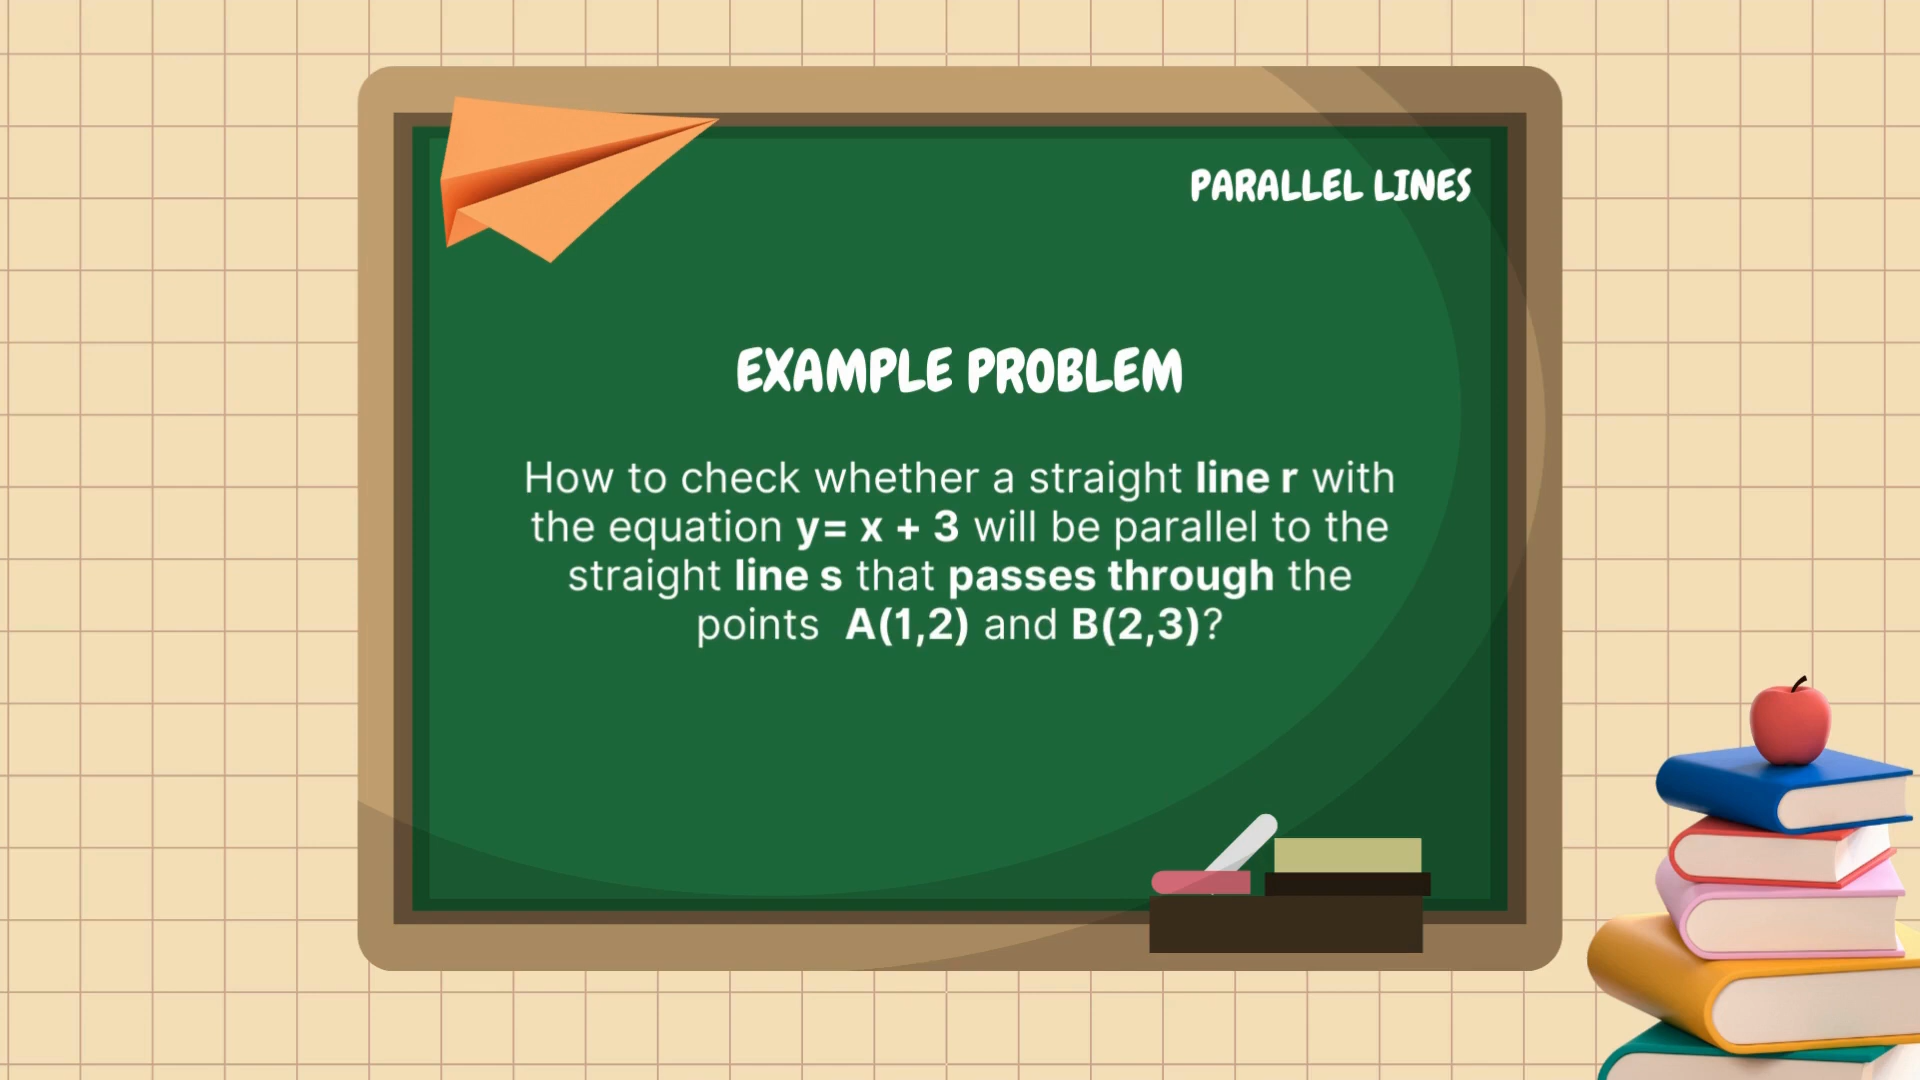 PARALLEL LINES
EXAMPLE PROBLEM
How to check whether a straight line r with
the equation y= x + 3 will be parallel to the
straight line s that passes through the
points  A(1,2) and B(2,3)?